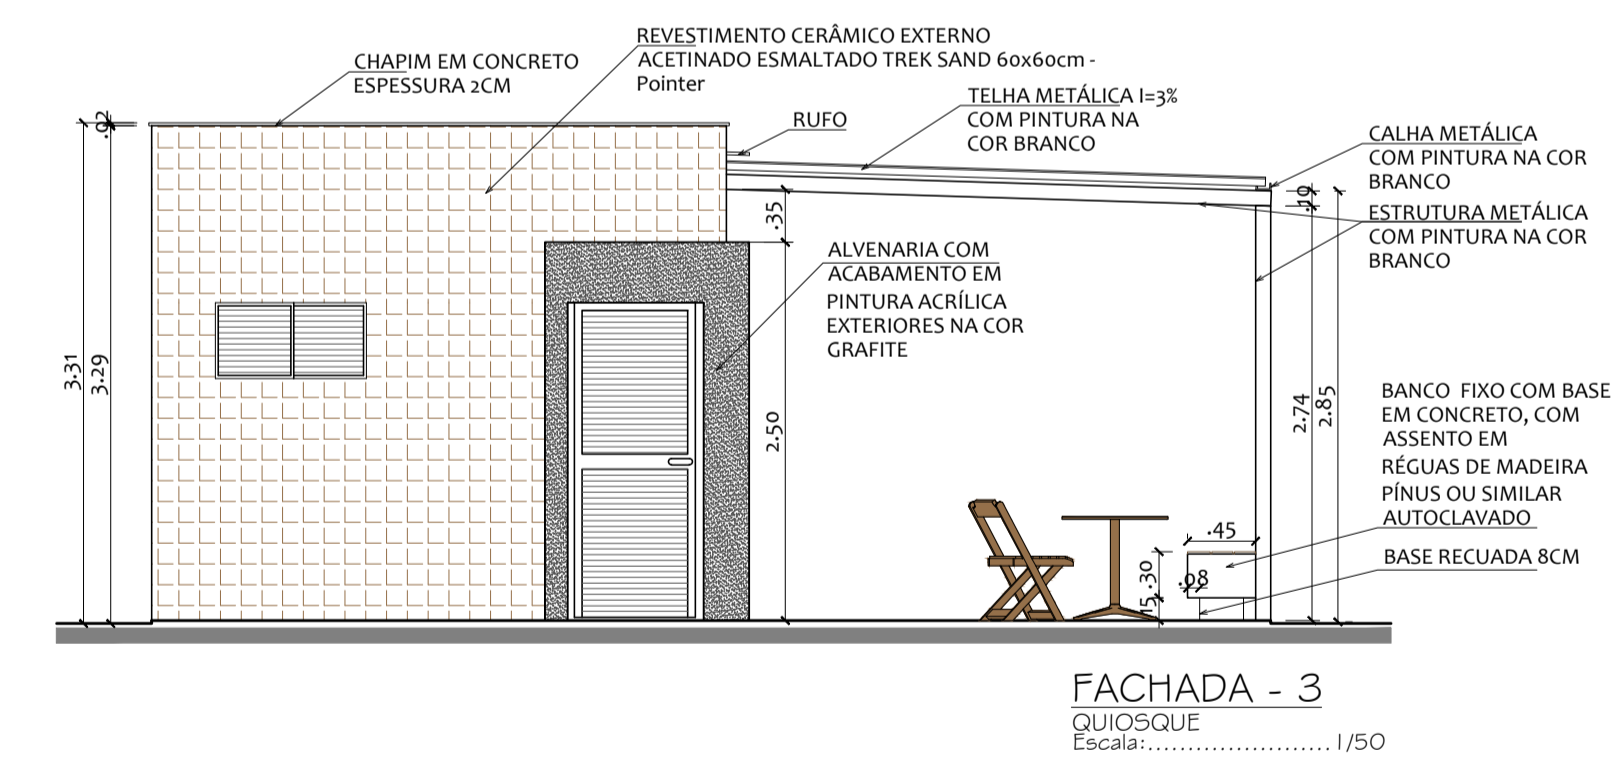 REVESTIMENTO CERÂMICO EXTERNO
ACETINADO ESMALTADO TREK SAND 60x60cm -
Pointer
CHAPIM EM CONCRETO
ESPESSURA 2CM
TELHA METÁLICA I=3%
COM PINTURA NA
COR BRANCO
RUFO
CALHA METÁLICA
COM PINTURA NA COR
BRANCO
ESTRUTURA METÁLICA
COM PINTURA NA COR
BRANCO
ALVENARIA COM
ACABAMENTO EM
PINTURA ACRÍLICA
EXTERIORES NA COR
GRAFITE
BANCO FIXO COM BASE
EM CONCRETO, COM
ASSENTO EM
RÉGUAS DE MADEIRA
PÍNUS OU SIMILAR
AUTOCLAVADO
BASE RECUADA 8CM
.02
3.31
3.29
.35
2.50
.10
2.74
2.85
.45
.30
.08
15
FACHADA - 3
QUIOSQUE
Escala:.......................1/50